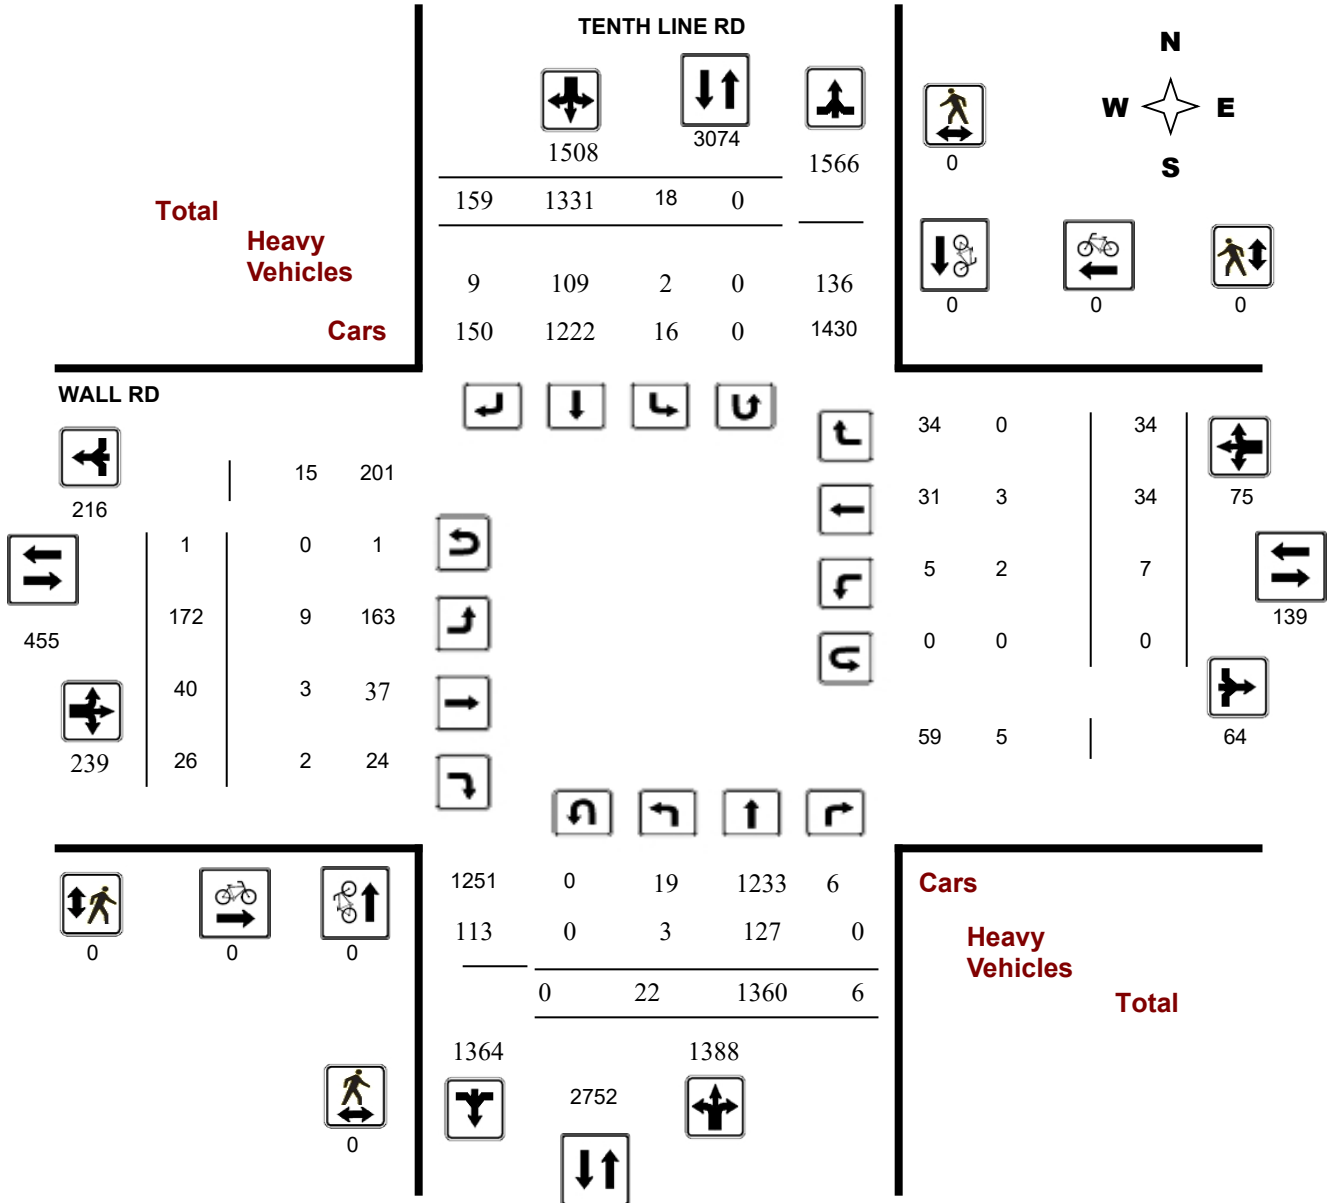 TENTH LINE RD
N
W E
S
1508
3074
1566
0
159 1331 18 0
Total
Heavy
Vehicles
9 109 2 0 136
0 0 0
Cars
150 1222 16 0 1430
WALL RD
34 0 34
15 201
216
31 3 34
75
1 0 1
5 2 7
172 9 163
139
455
0 0 0
40 3 37
239
26 2 24
59 5
64
1251 0 19 1233 6
Cars
113 0 3 127 0
Heavy
Vehicles
0 0 0
0 22 1360 6
Total
1364
1388
2752
0